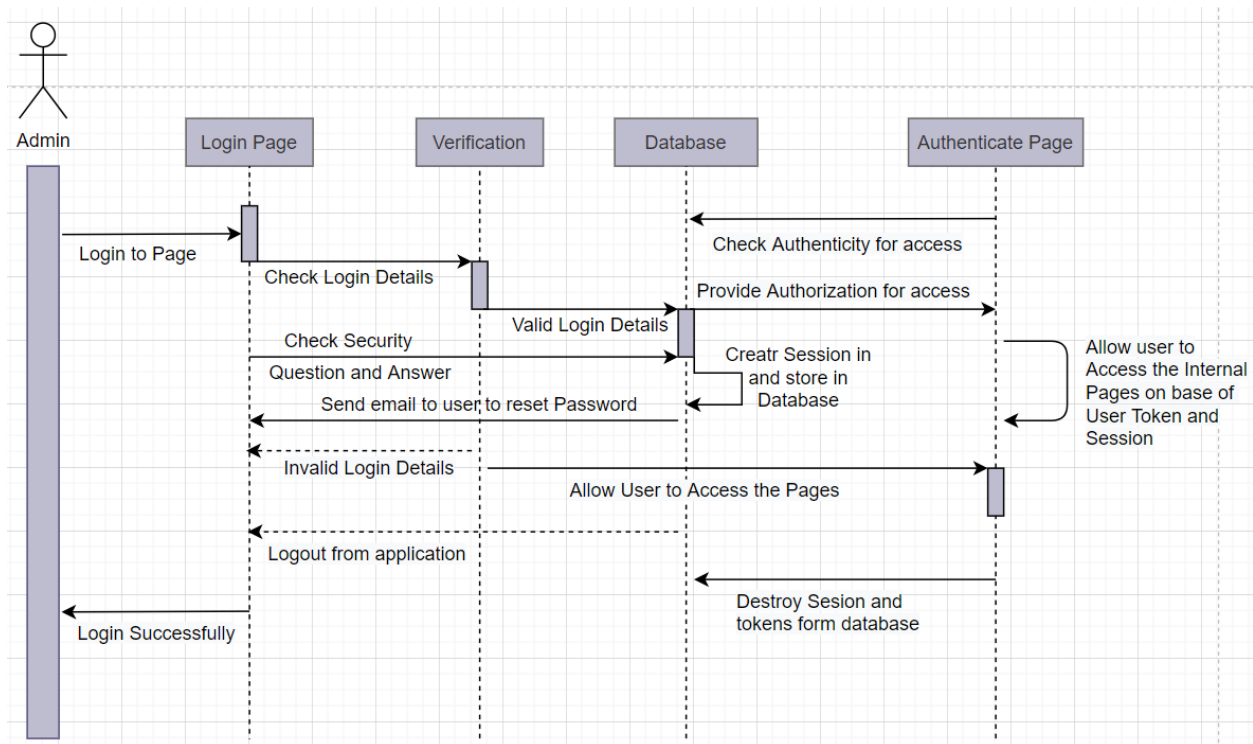 Admin
Login Page
Verification
Database
Authenticate Page
Login to Page
Check Authenticity for access
Check Login Details
Provide Authorization for access
Valid Login Details
Check Security
Question and Answer
Creatr Session in
and store in
Database
Allow user to
Access the Internal
Pages on base of
User Token and
Session
Send email to user to reset Password
Invalid Login Details
Allow User to Access the Pages
Logout from application
Destroy Sesion and
tokens form database
Login Successfully